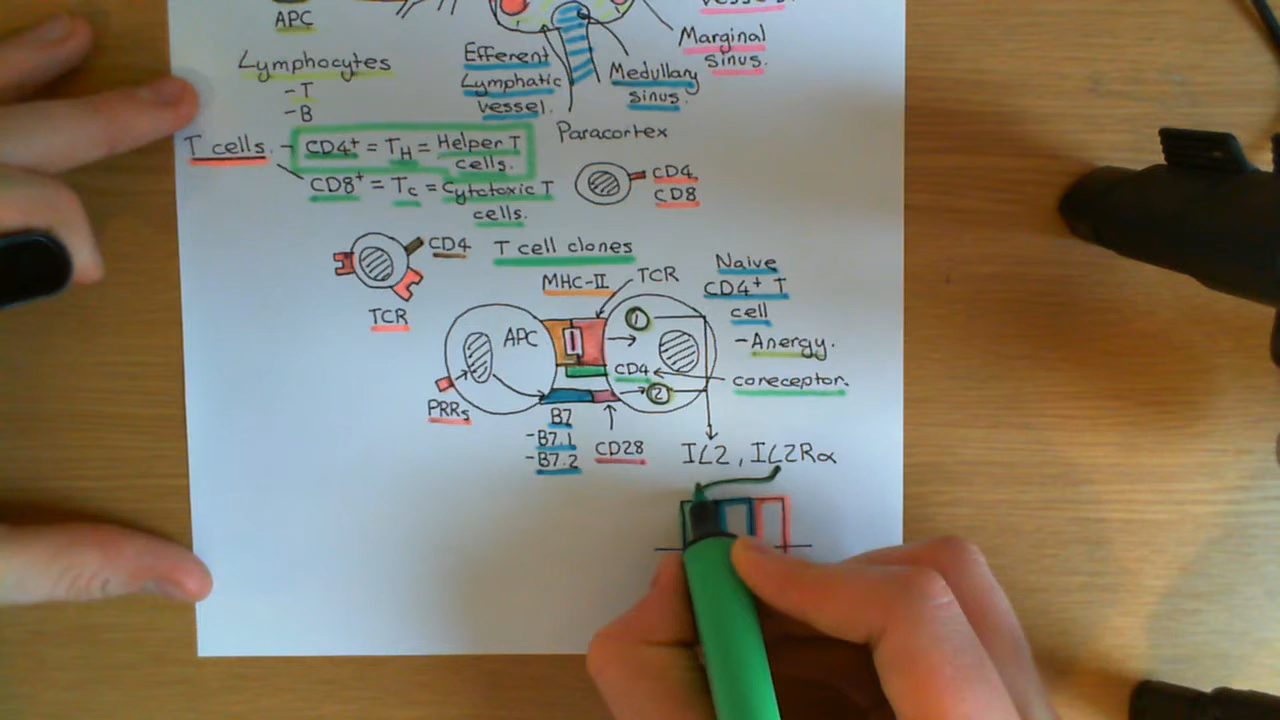 vessel.
APC
Marginal
sinus.
Efferent
Lymphatic
vessel.
Medullary
sinus.
Lymphocytes
-T
-B
Paracortex
T cells. - CD4+ = TH = Helper T
cells.
CD8+ = Tc = Cytotoxic T
cells.
CD4
CD8
CD4
TCR
T cell clones
MHC-II
TCR
Naive
CD4+ T
cell
-Anergy.
APC
1
CD4
coreceptor.
2
PRRs
B7
-B7.1
-B7.2
CD28
IL2, IL2Rα